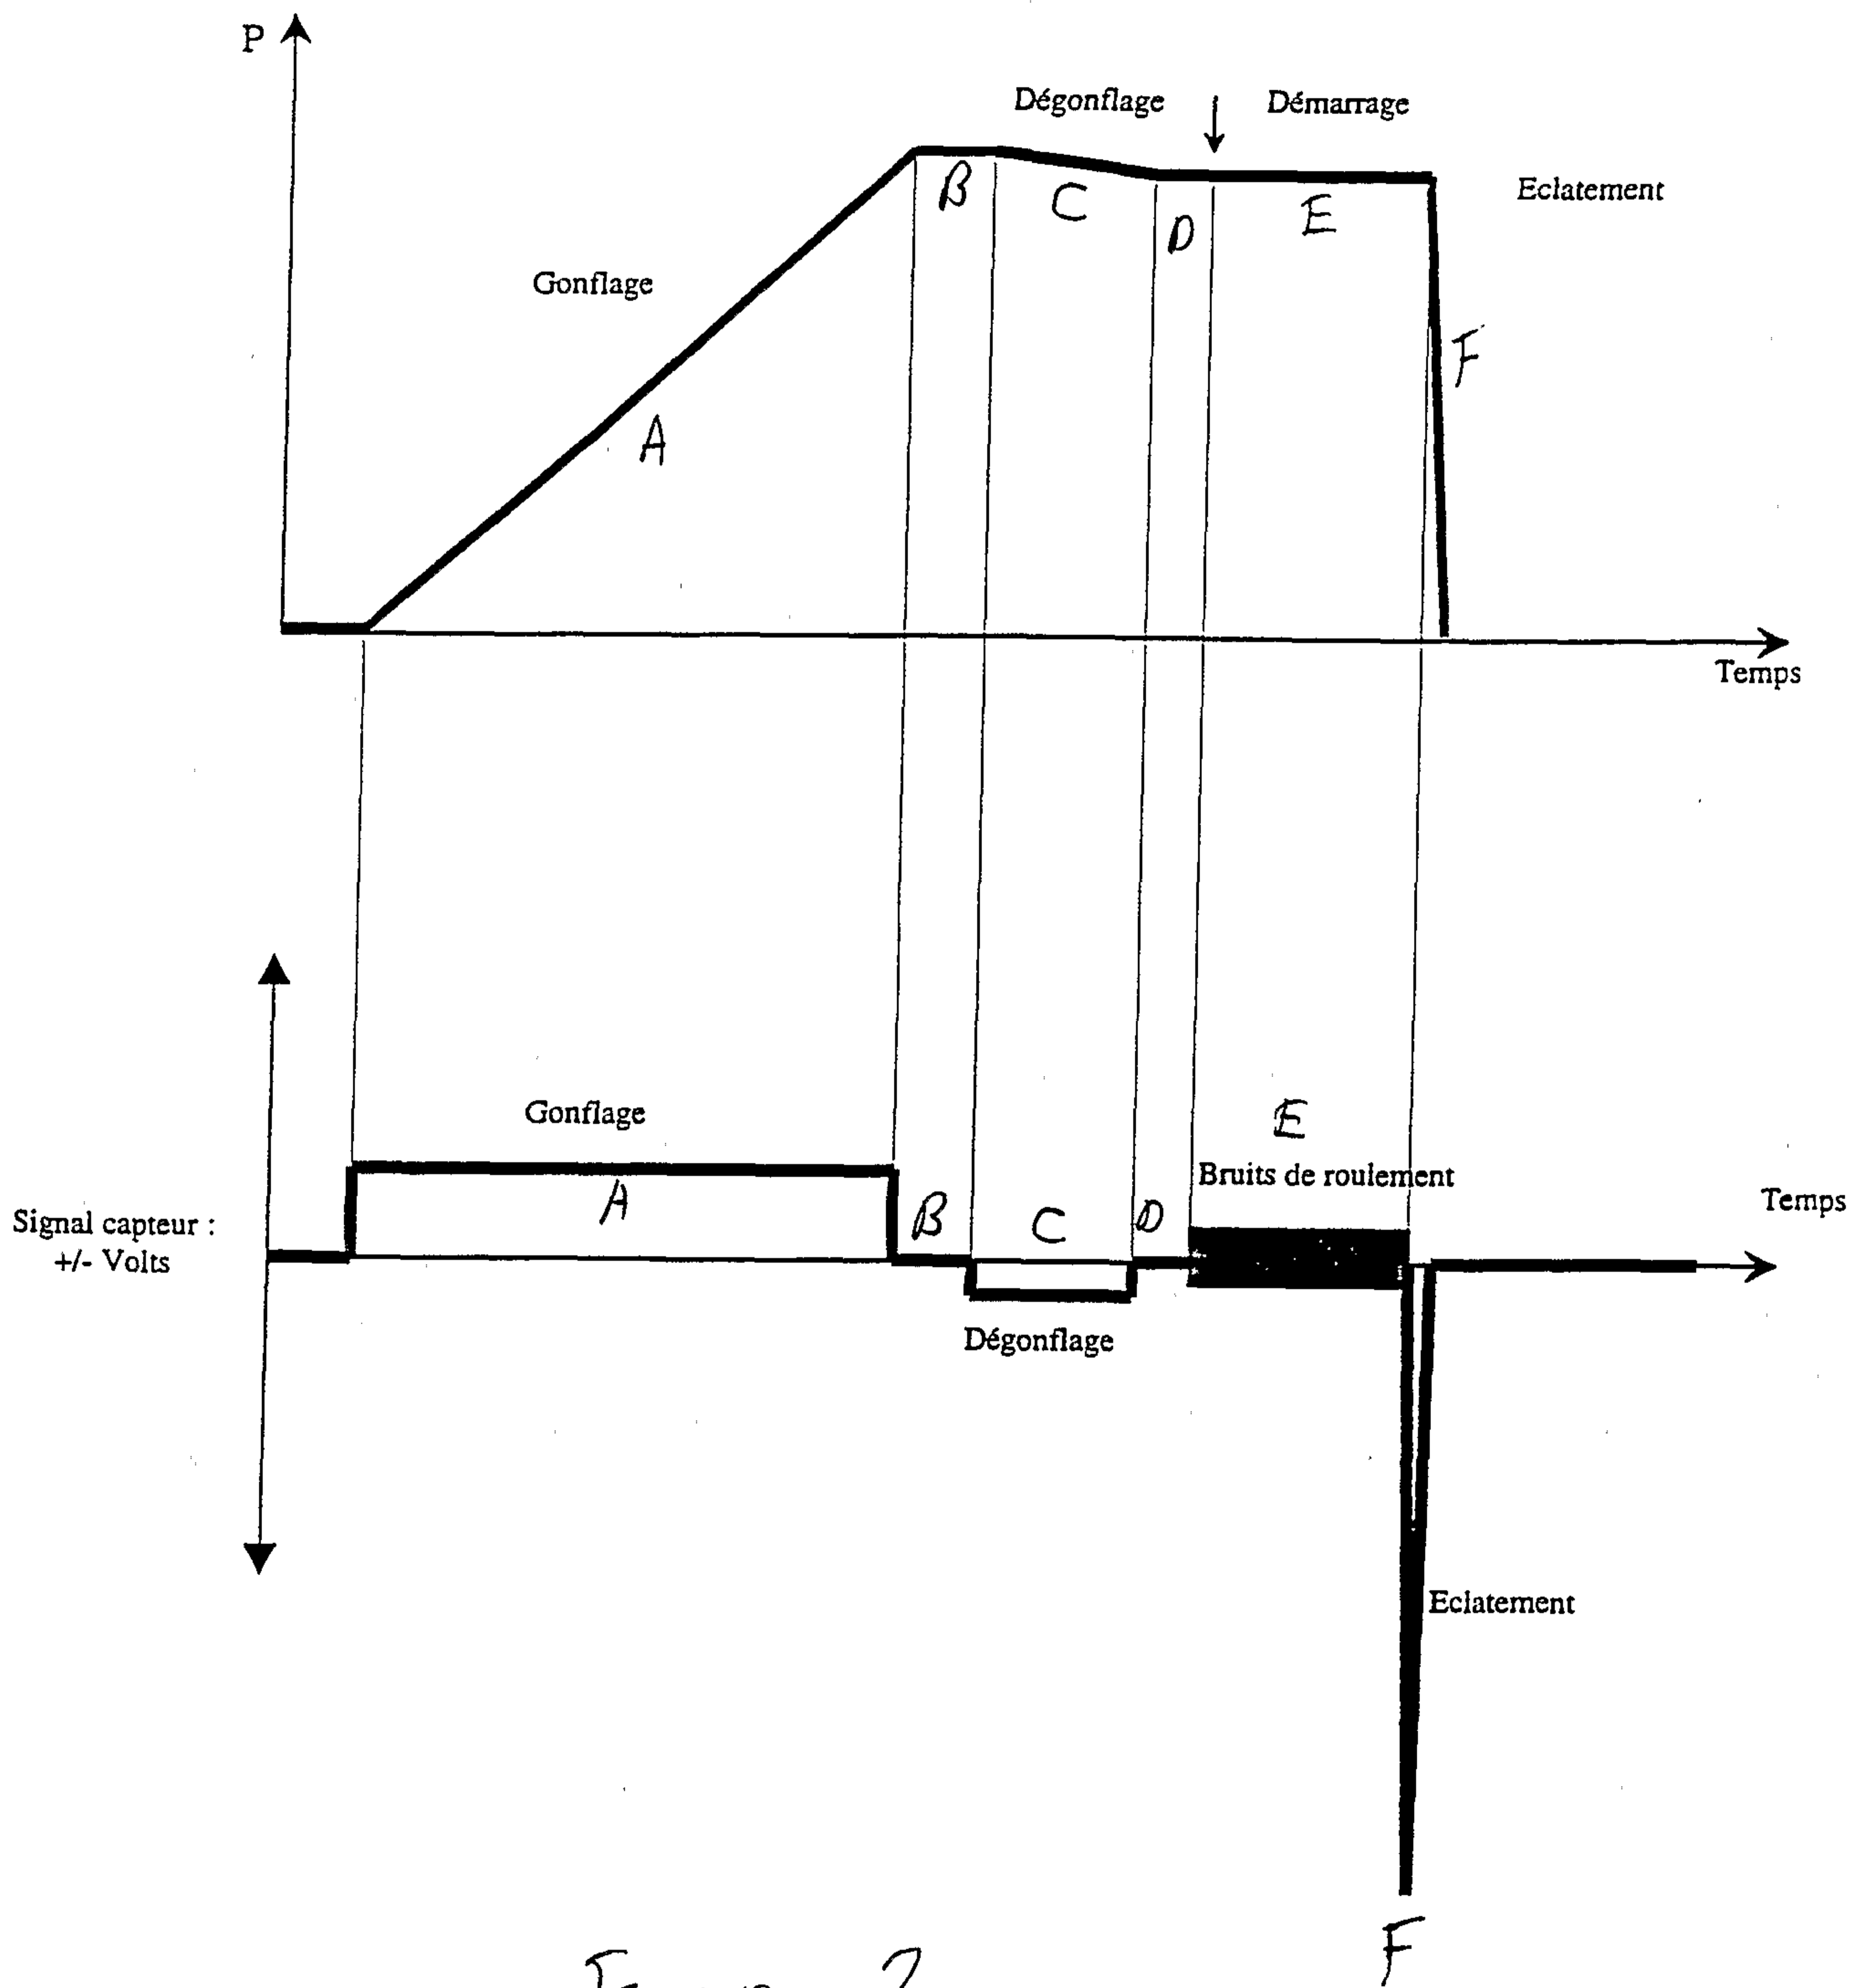 P
Dégonflage
Démarrage
Eclatement
B
C
D
E
Gonflage
F
A
Temps
E
Gonflage
Bruits de roulement
Temps
Signal capteur :
+/- Volts
A
B
C
D
Dégonflage
Eclatement
F